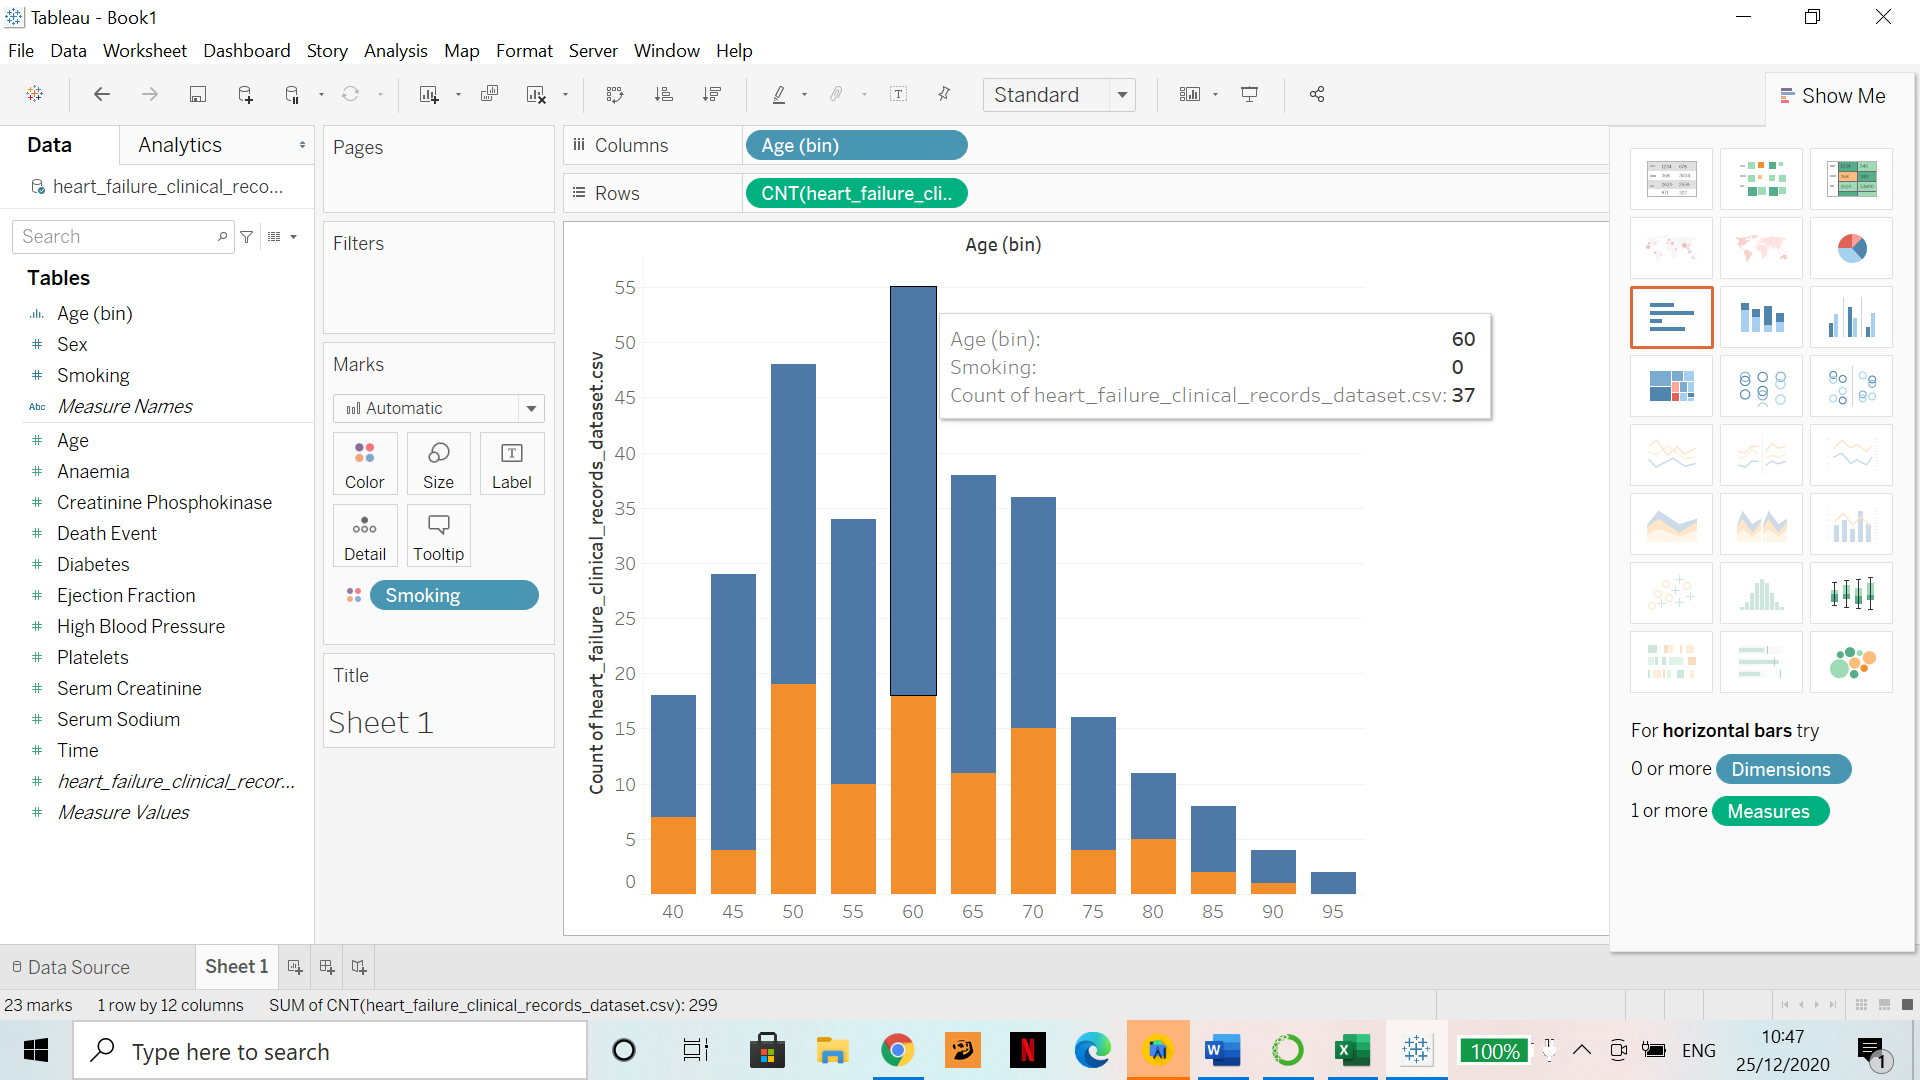 Tableau - Book1
File Data Worksheet Dashboard Story Analysis Map Format Server Window Help
Standard
Show Me
Data
Analytics
heart_failure_clinical_reco...
Search
Tables
Age (bin)
Sex
Smoking
Abc Measure Names
Age
Anaemia
Creatinine Phosphokinase
Death Event
Diabetes
Ejection Fraction
High Blood Pressure
Platelets
Serum Creatinine
Serum Sodium
Time
heart_failure_clinical_recor...
Measure Values
Pages
Filters
Marks
Automatic
Color
Size
Label
Detail
Tooltip
Smoking
Title
Sheet 1
Columns
Age (bin)
Rows
CNT(heart_failure_cli..
Age (bin)
Count of heart_failure_clinical_records_dataset.csv
55
50
45
40
35
30
25
20
15
10
5
0
40 45 50 55 60 65 70 75 80 85 90 95
Age (bin): 60
Smoking: 0
Count of heart_failure_clinical_records_dataset.csv: 37
For horizontal bars try
0 or more Dimensions
1 or more Measures
Data Source
Sheet 1
23 marks
1 row by 12 columns
SUM of CNT(heart_failure_clinical_records_dataset.csv): 299
Type here to search
100%
ENG
10:47
25/12/2020
1